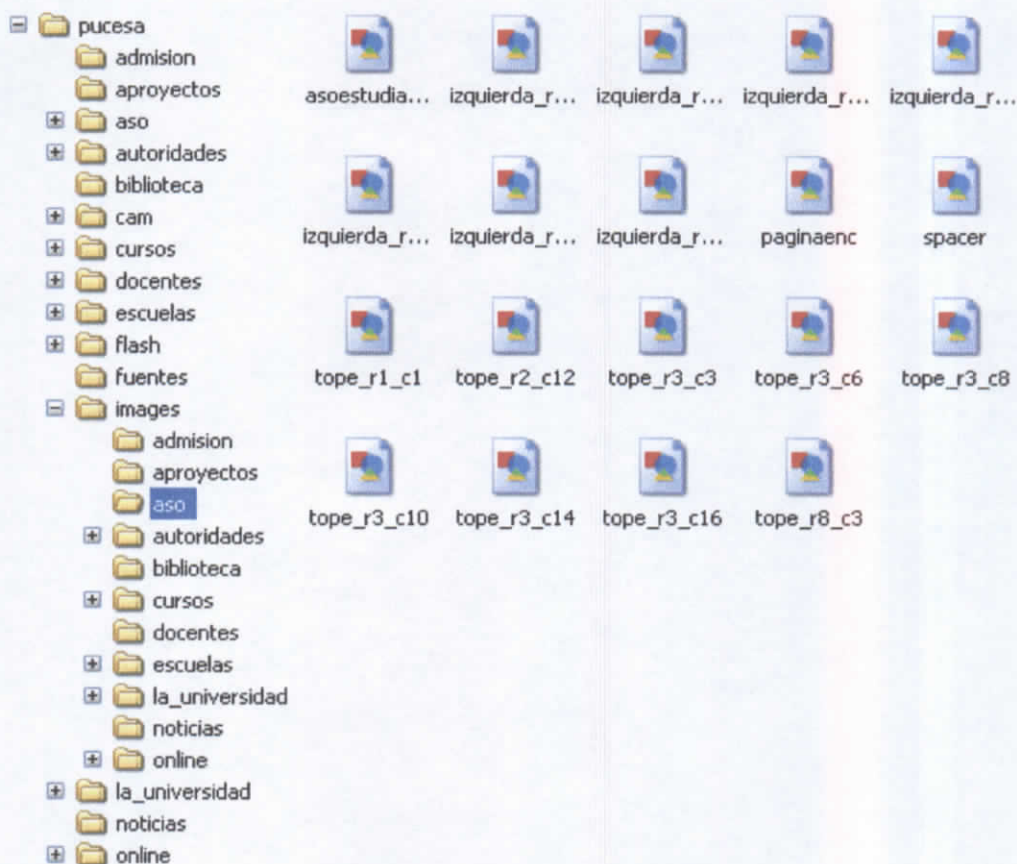 pucesa
admision
aproyectos
aso
autoridades
biblioteca
cam
cursos
docentes
escuelas
flash
fuentes
images
admision
aproyectos
aso
autoridades
biblioteca
cursos
docentes
escuelas
la_universidad
noticias
online
la_universidad
noticias
online
asoestudia... izquierda_r... izquierda_r... izquierda_r... izquierda_r...
izquierda_r... izquierda_r... izquierda_r... paginaenc spacer
tope_r1_c1 tope_r2_c12 tope_r3_c3 tope_r3_c6 tope_r3_c8
tope_r3_c10 tope_r3_c14 tope_r3_c16 tope_r8_c3